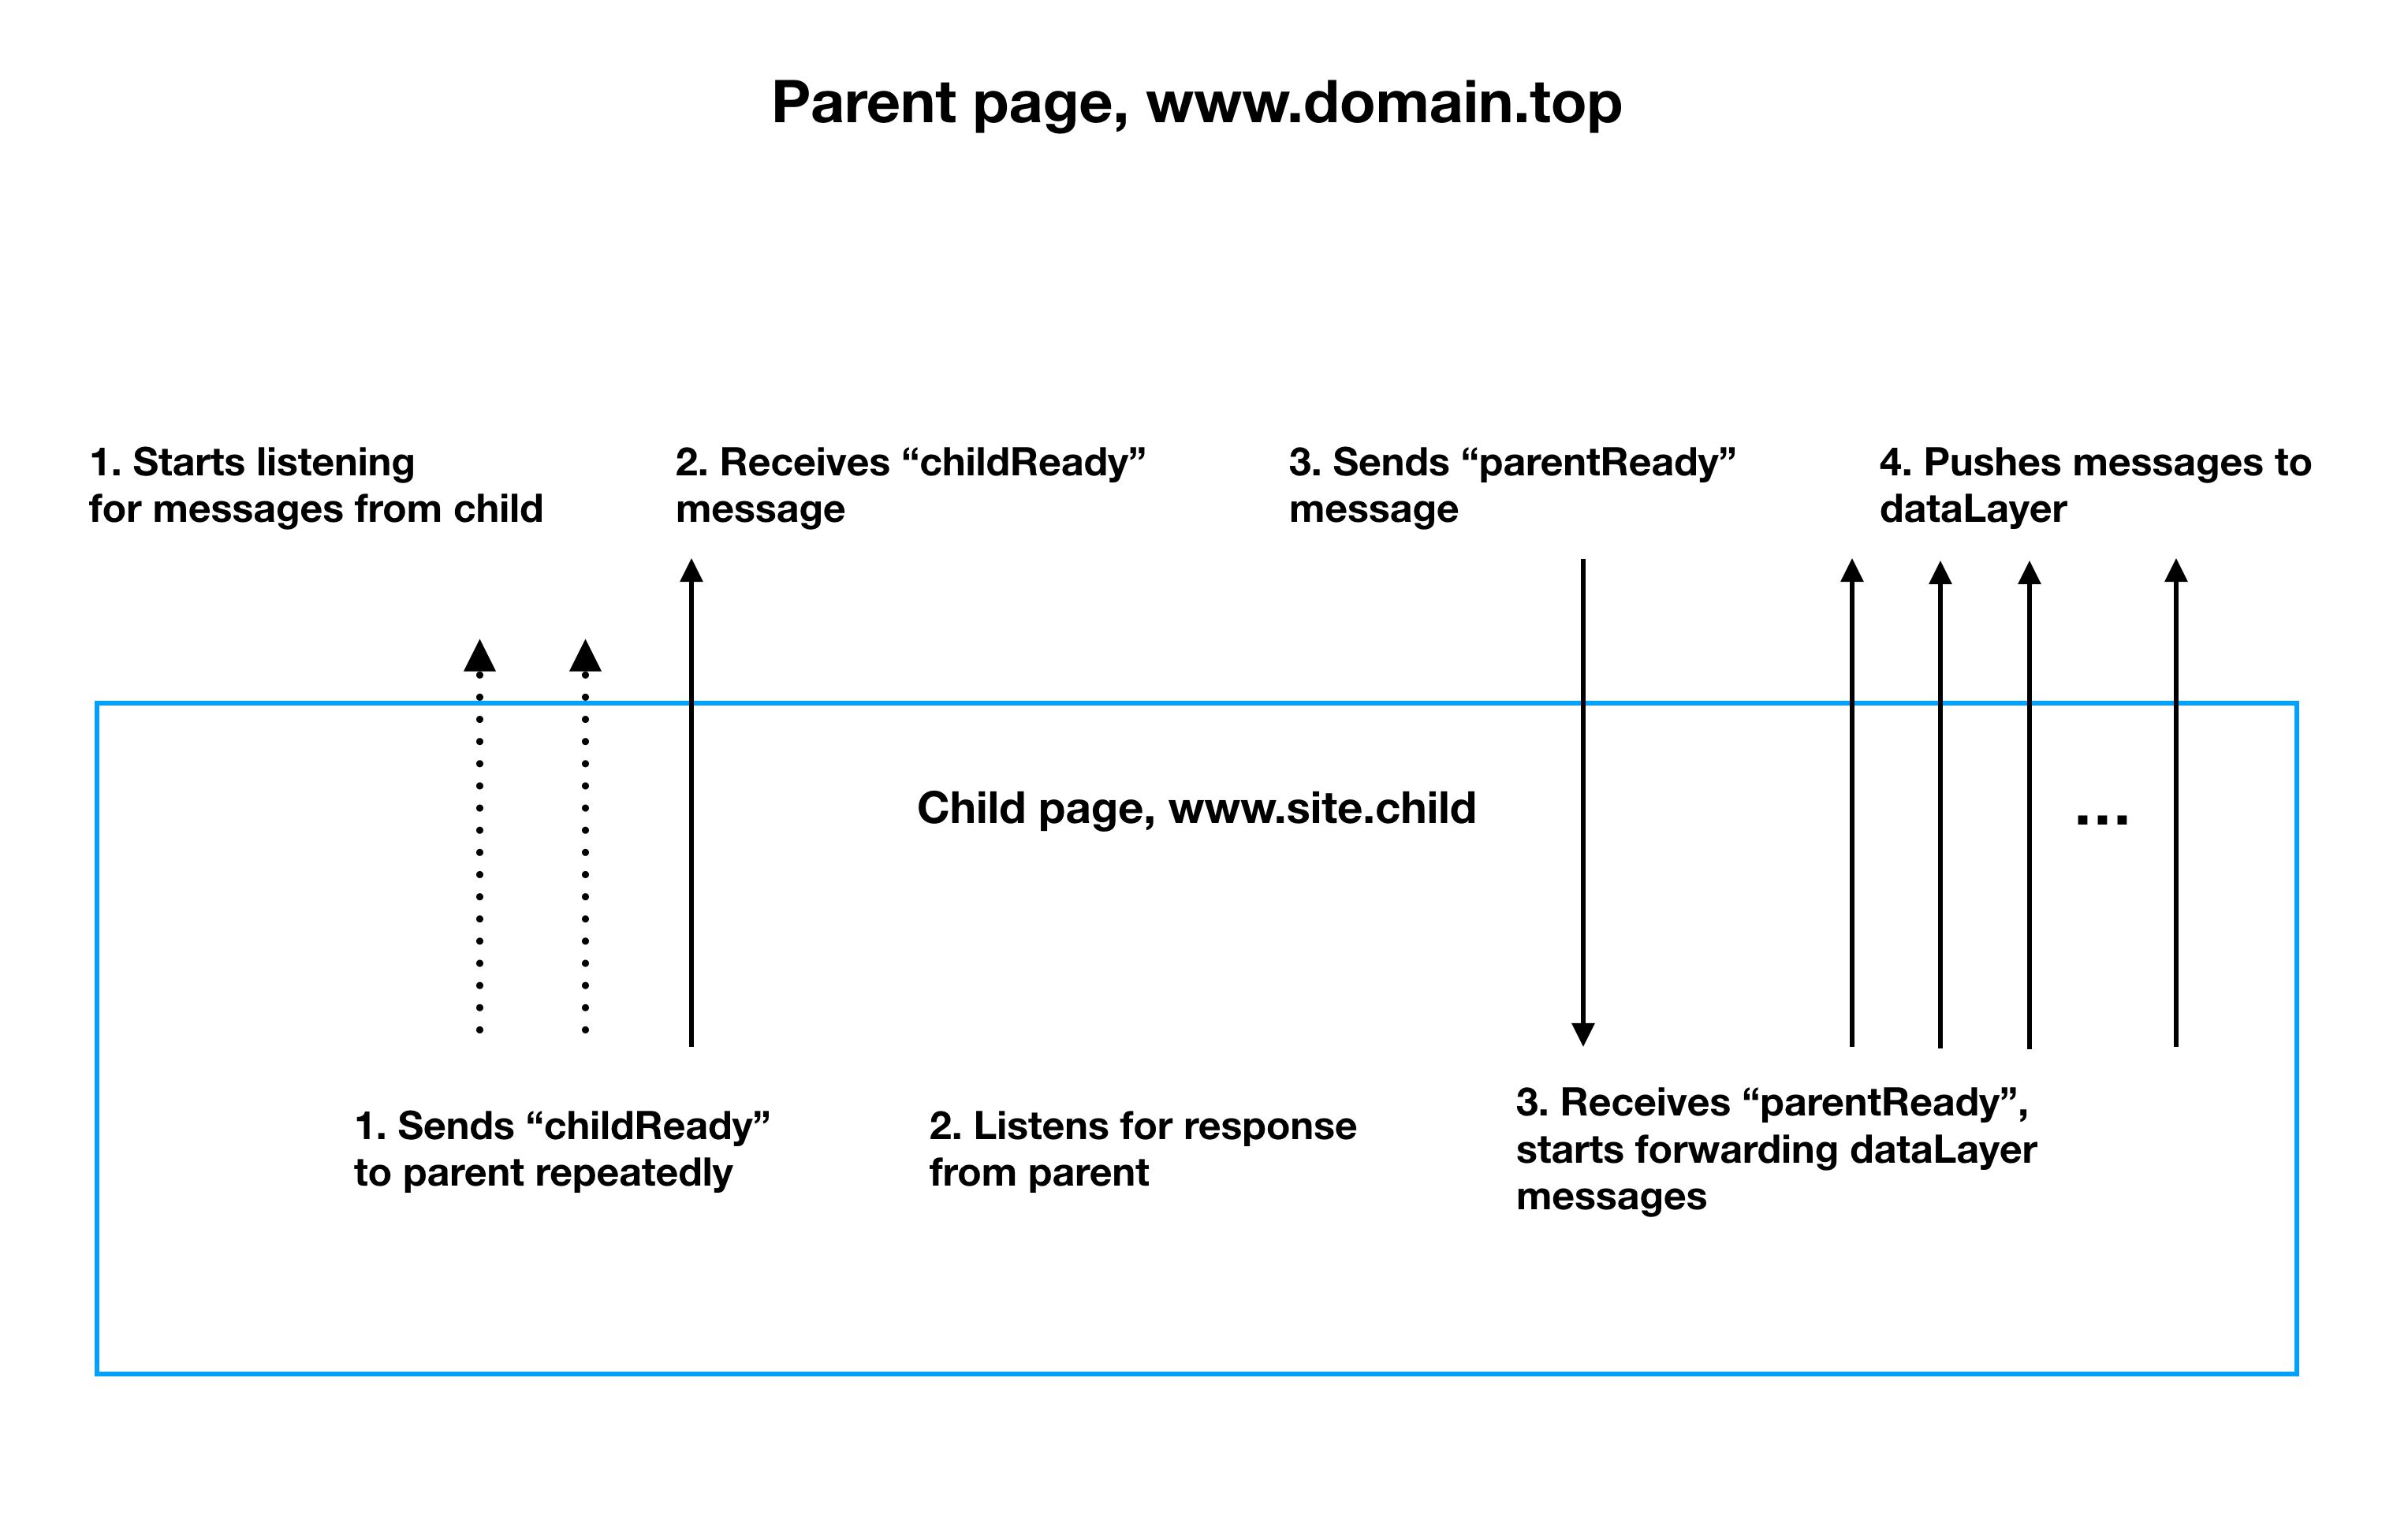 Parent page, www.domain.top
1. Starts listening
for messages from child
2. Receives “childReady”
message
3. Sends “parentReady”
message
4. Pushes messages to
dataLayer
Child page, www.site.child
...
1. Sends “childReady”
to parent repeatedly
2. Listens for response
from parent
3. Receives “parentReady”,
starts forwarding dataLayer
messages